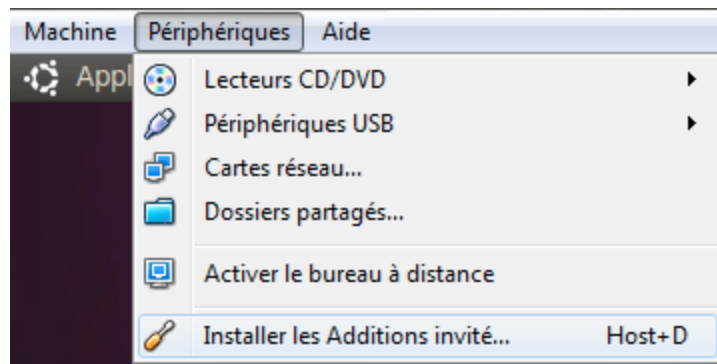 Machine Périphériques Aide
Appl
Lecteurs CD/DVD
Périphériques USB
Cartes réseau...
Dossiers partagés...
Activer le bureau à distance
Installer les Additions invité... Host+D